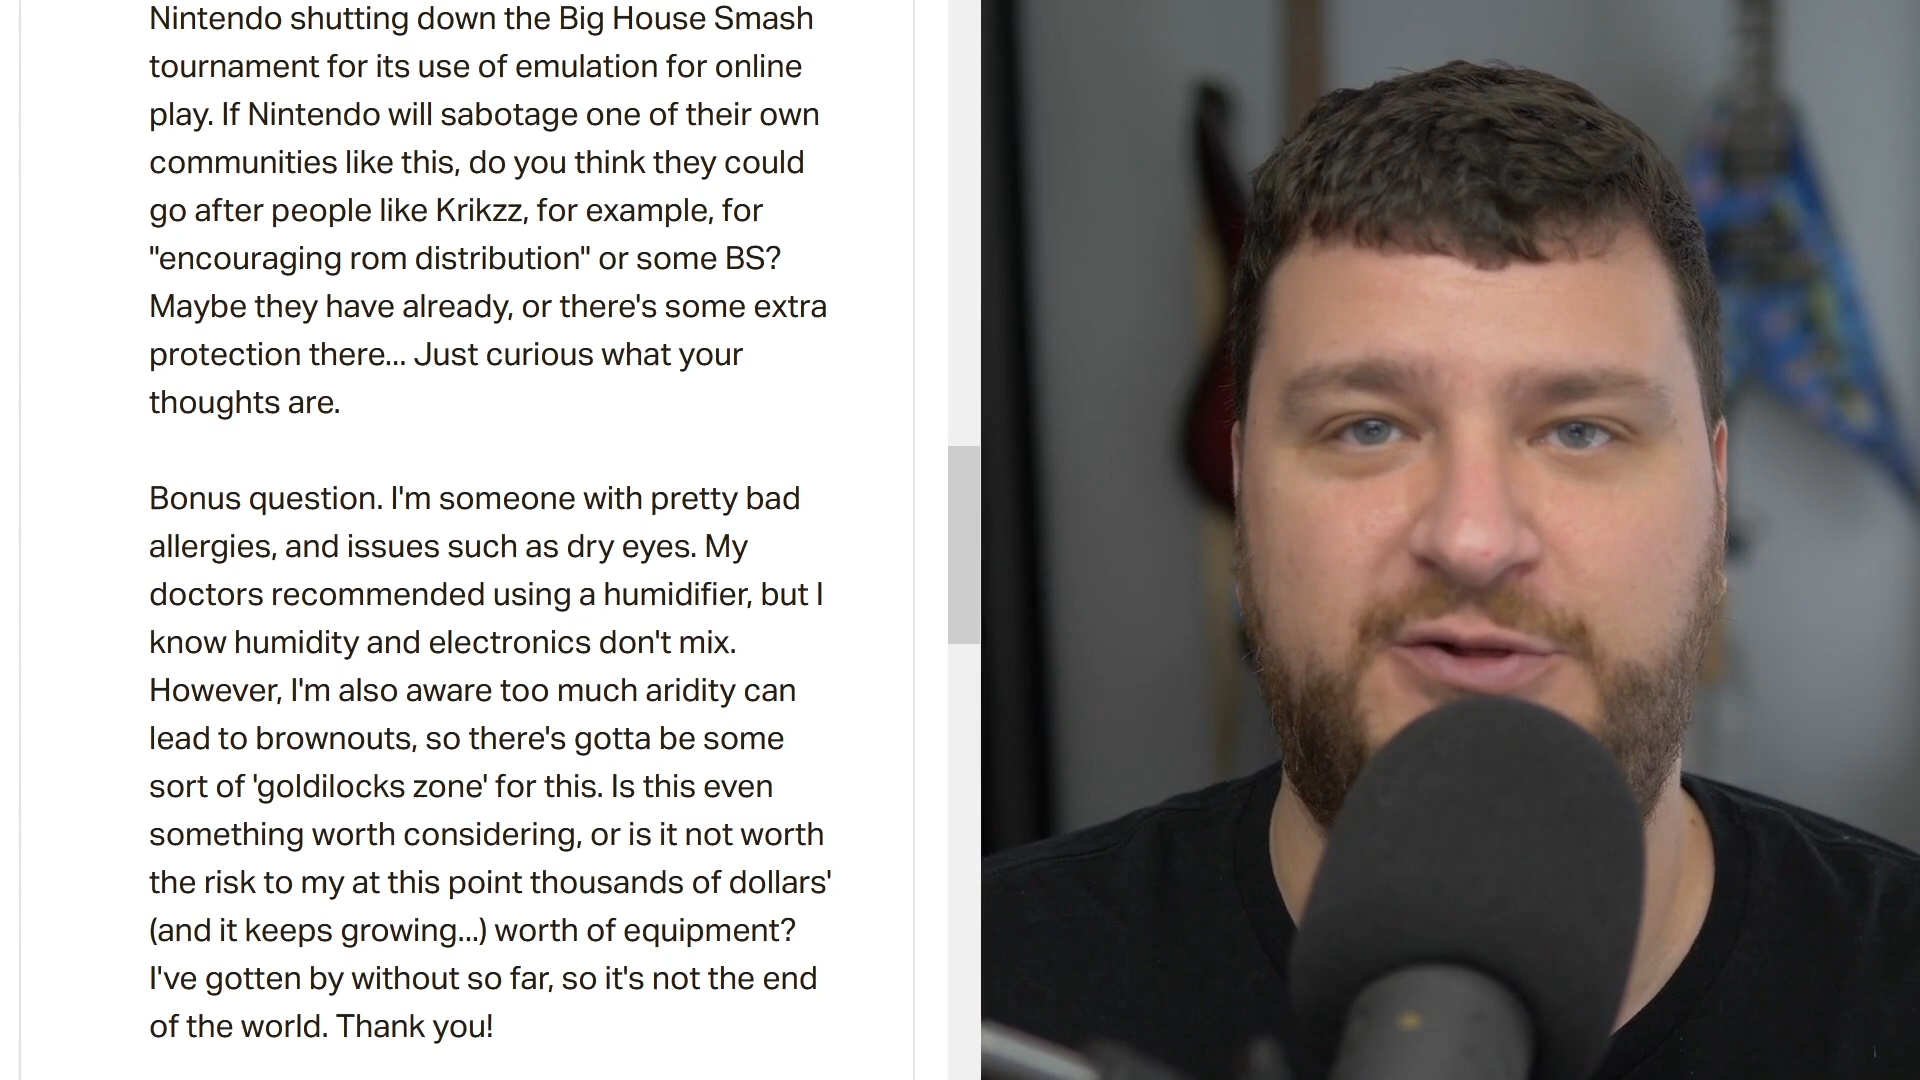 Nintendo shutting down the Big House Smash
tournament for its use of emulation for online
play. If Nintendo will sabotage one of their own
communities like this, do you think they could
go after people like Krikzz, for example, for
"encouraging rom distribution" or some BS?
Maybe they have already, or there's some extra
protection there... Just curious what your
thoughts are.
Bonus question. I'm someone with pretty bad
allergies, and issues such as dry eyes. My
doctors recommended using a humidifier, but I
know humidity and electronics don't mix.
However, I'm also aware too much aridity can
lead to brownouts, so there's gotta be some
sort of 'goldilocks zone' for this. Is this even
something worth considering, or is it not worth
the risk to my at this point thousands of dollars'
(and it keeps growing...) worth of equipment?
I've gotten by without so far, so it's not the end
of the world. Thank you!